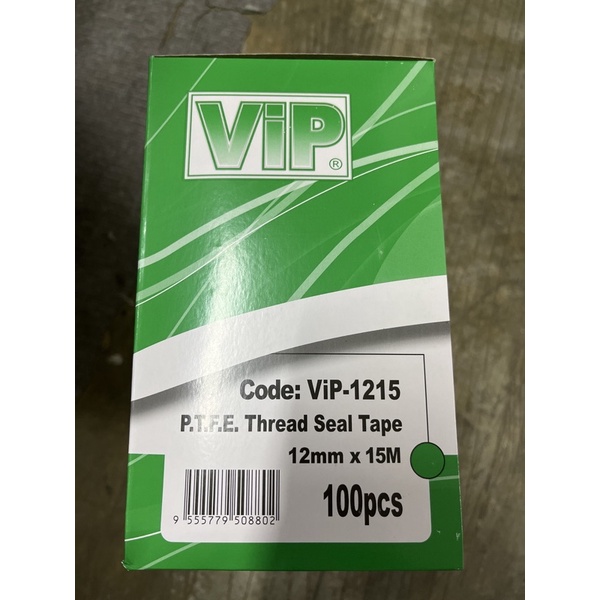 ViP®
Code: ViP-1215
P.T.F.E. Thread Seal Tape
12mm x 15M
100pcs
9 555779 508802